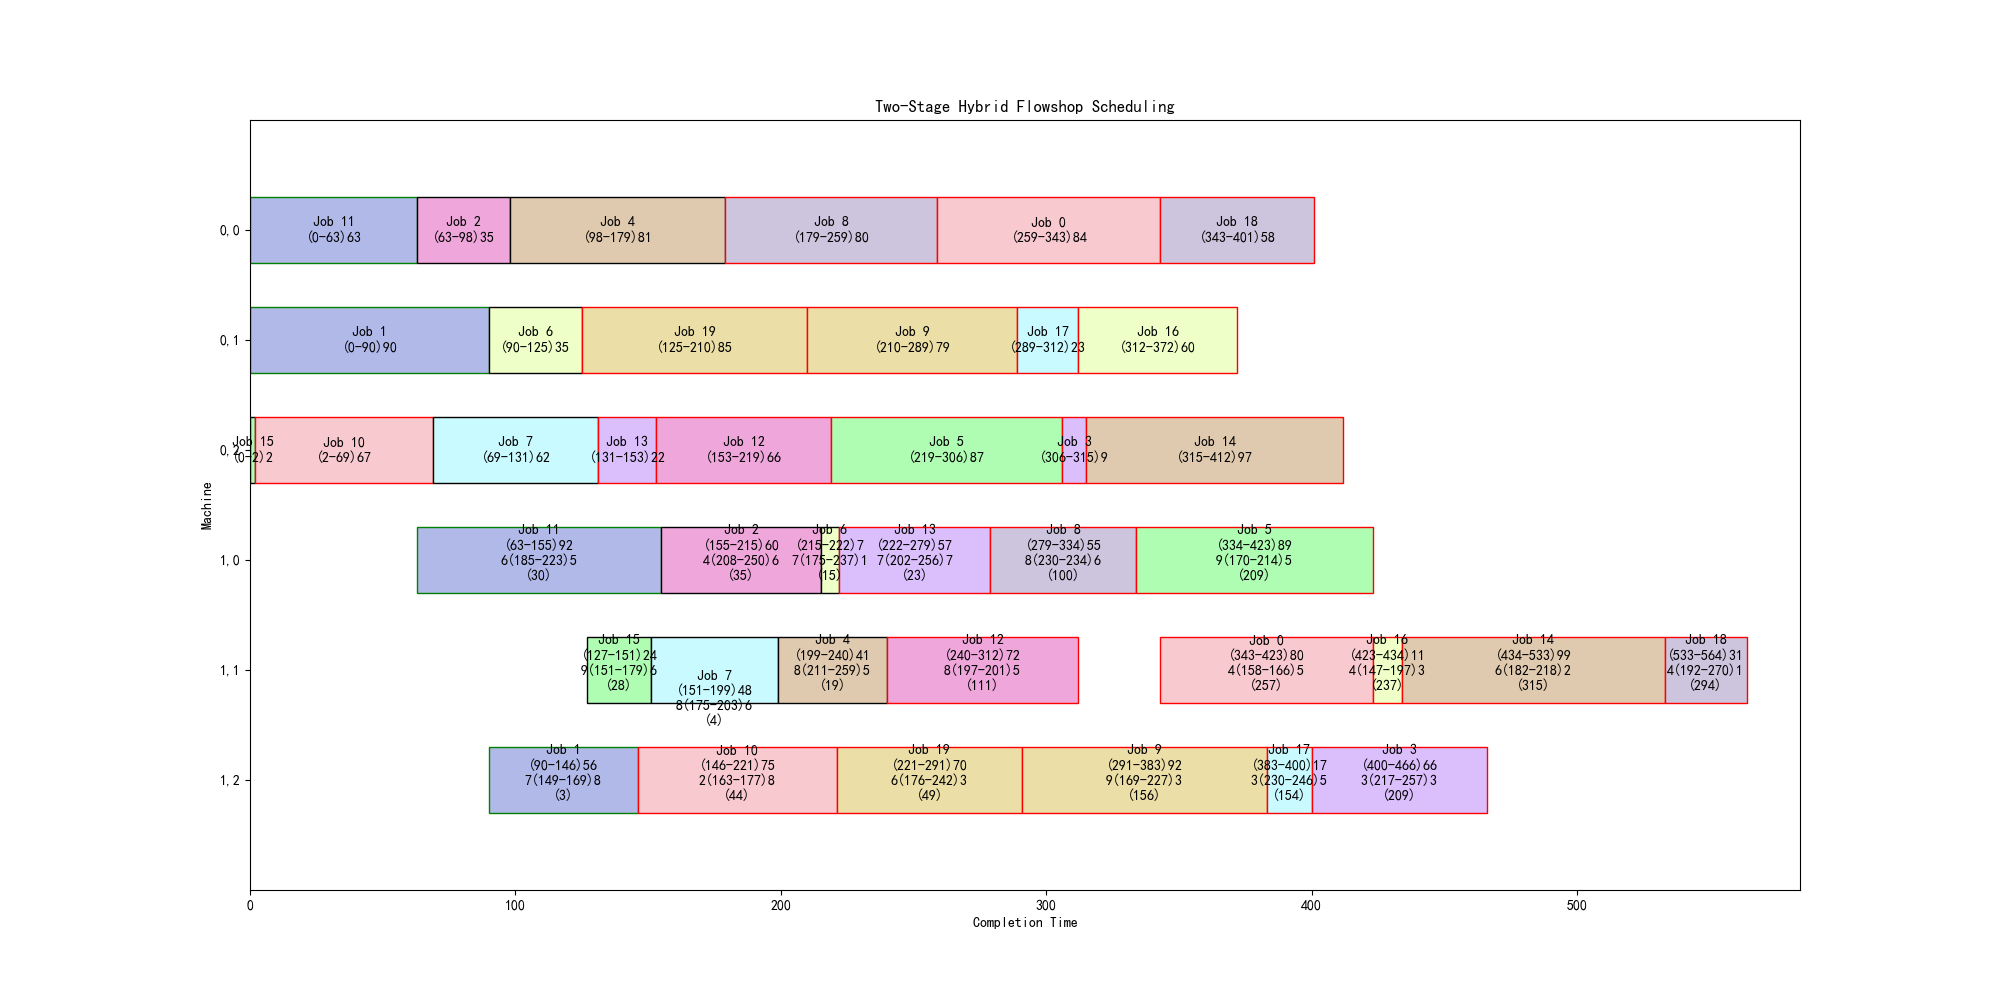 Two-Stage Hybrid Flowshop Scheduling
Machine
0,0
Job 11
(0-63)63
Job 2
(63-98)35
Job 4
(98-179)81
Job 8
(179-259)80
Job 0
(259-343)84
Job 18
(343-401)58
0,1
Job 1
(0-90)90
Job 6
(90-125)35
Job 19
(125-210)85
Job 9
(210-289)79
Job 17
(289-312)23
Job 16
(312-372)60
0,2
Job 15
(0-2)2
Job 10
(2-69)67
Job 7
(69-131)62
Job 13
(131-153)22
Job 12
(153-219)66
Job 5
(219-306)87
Job 3
(306-315)9
Job 14
(315-412)97
1,0
Job 11
(63-155)92
6(185-223)5
(30)
Job 2
(155-215)60
4(208-250)6
(35)
Job 6
(215-222)7
7(175-237)1
(15)
Job 13
(222-279)57
7(202-256)7
(23)
Job 8
(279-334)55
8(230-234)6
(100)
Job 5
(334-423)89
9(170-214)5
(209)
1,1
Job 15
(127-151)24
9(151-179)6
(28)
Job 7
(151-199)48
8(175-203)6
(4)
Job 4
(199-240)41
8(211-259)5
(19)
Job 12
(240-312)72
8(197-201)5
(111)
Job 0
(343-423)80
4(158-166)5
(257)
Job 16
(423-434)11
4(147-197)3
(237)
Job 14
(434-533)99
6(182-218)2
(315)
Job 18
(533-564)31
4(192-270)1
(294)
1,2
Job 1
(90-146)56
7(149-169)8
(3)
Job 10
(146-221)75
2(163-177)8
(44)
Job 19
(221-291)70
6(176-242)3
(49)
Job 9
(291-383)92
9(169-227)3
(156)
Job 17
(383-400)17
3(230-246)5
(154)
Job 3
(400-466)66
3(217-257)3
(209)
0
100
200
300
400
500
Completion Time